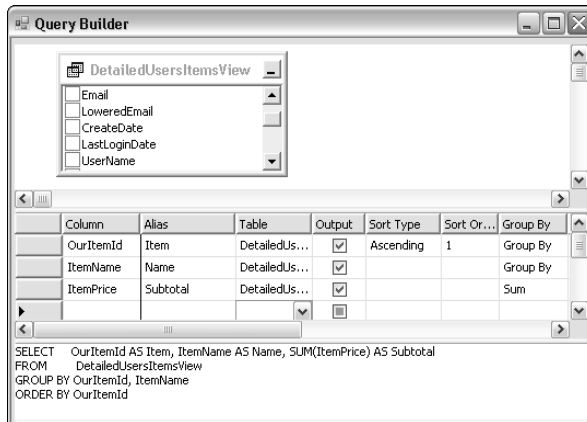 Query Builder
DetailedUsersItemsView
Email
LoweredEmail
CreateDate
LastLoginDate
UserName
Column Alias Table Output Sort Type Sort Or... Group By
OurItemId Item DetailedUs... Ascending 1 Group By
ItemName Name DetailedUs... Group By
ItemPrice Subtotal DetailedUs... Sum
SELECT OurItemId AS Item, ItemName AS Name, SUM(ItemPrice) AS Subtotal
FROM DetailedUsersItemsView
GROUP BY OurItemId, ItemName
ORDER BY OurItemId